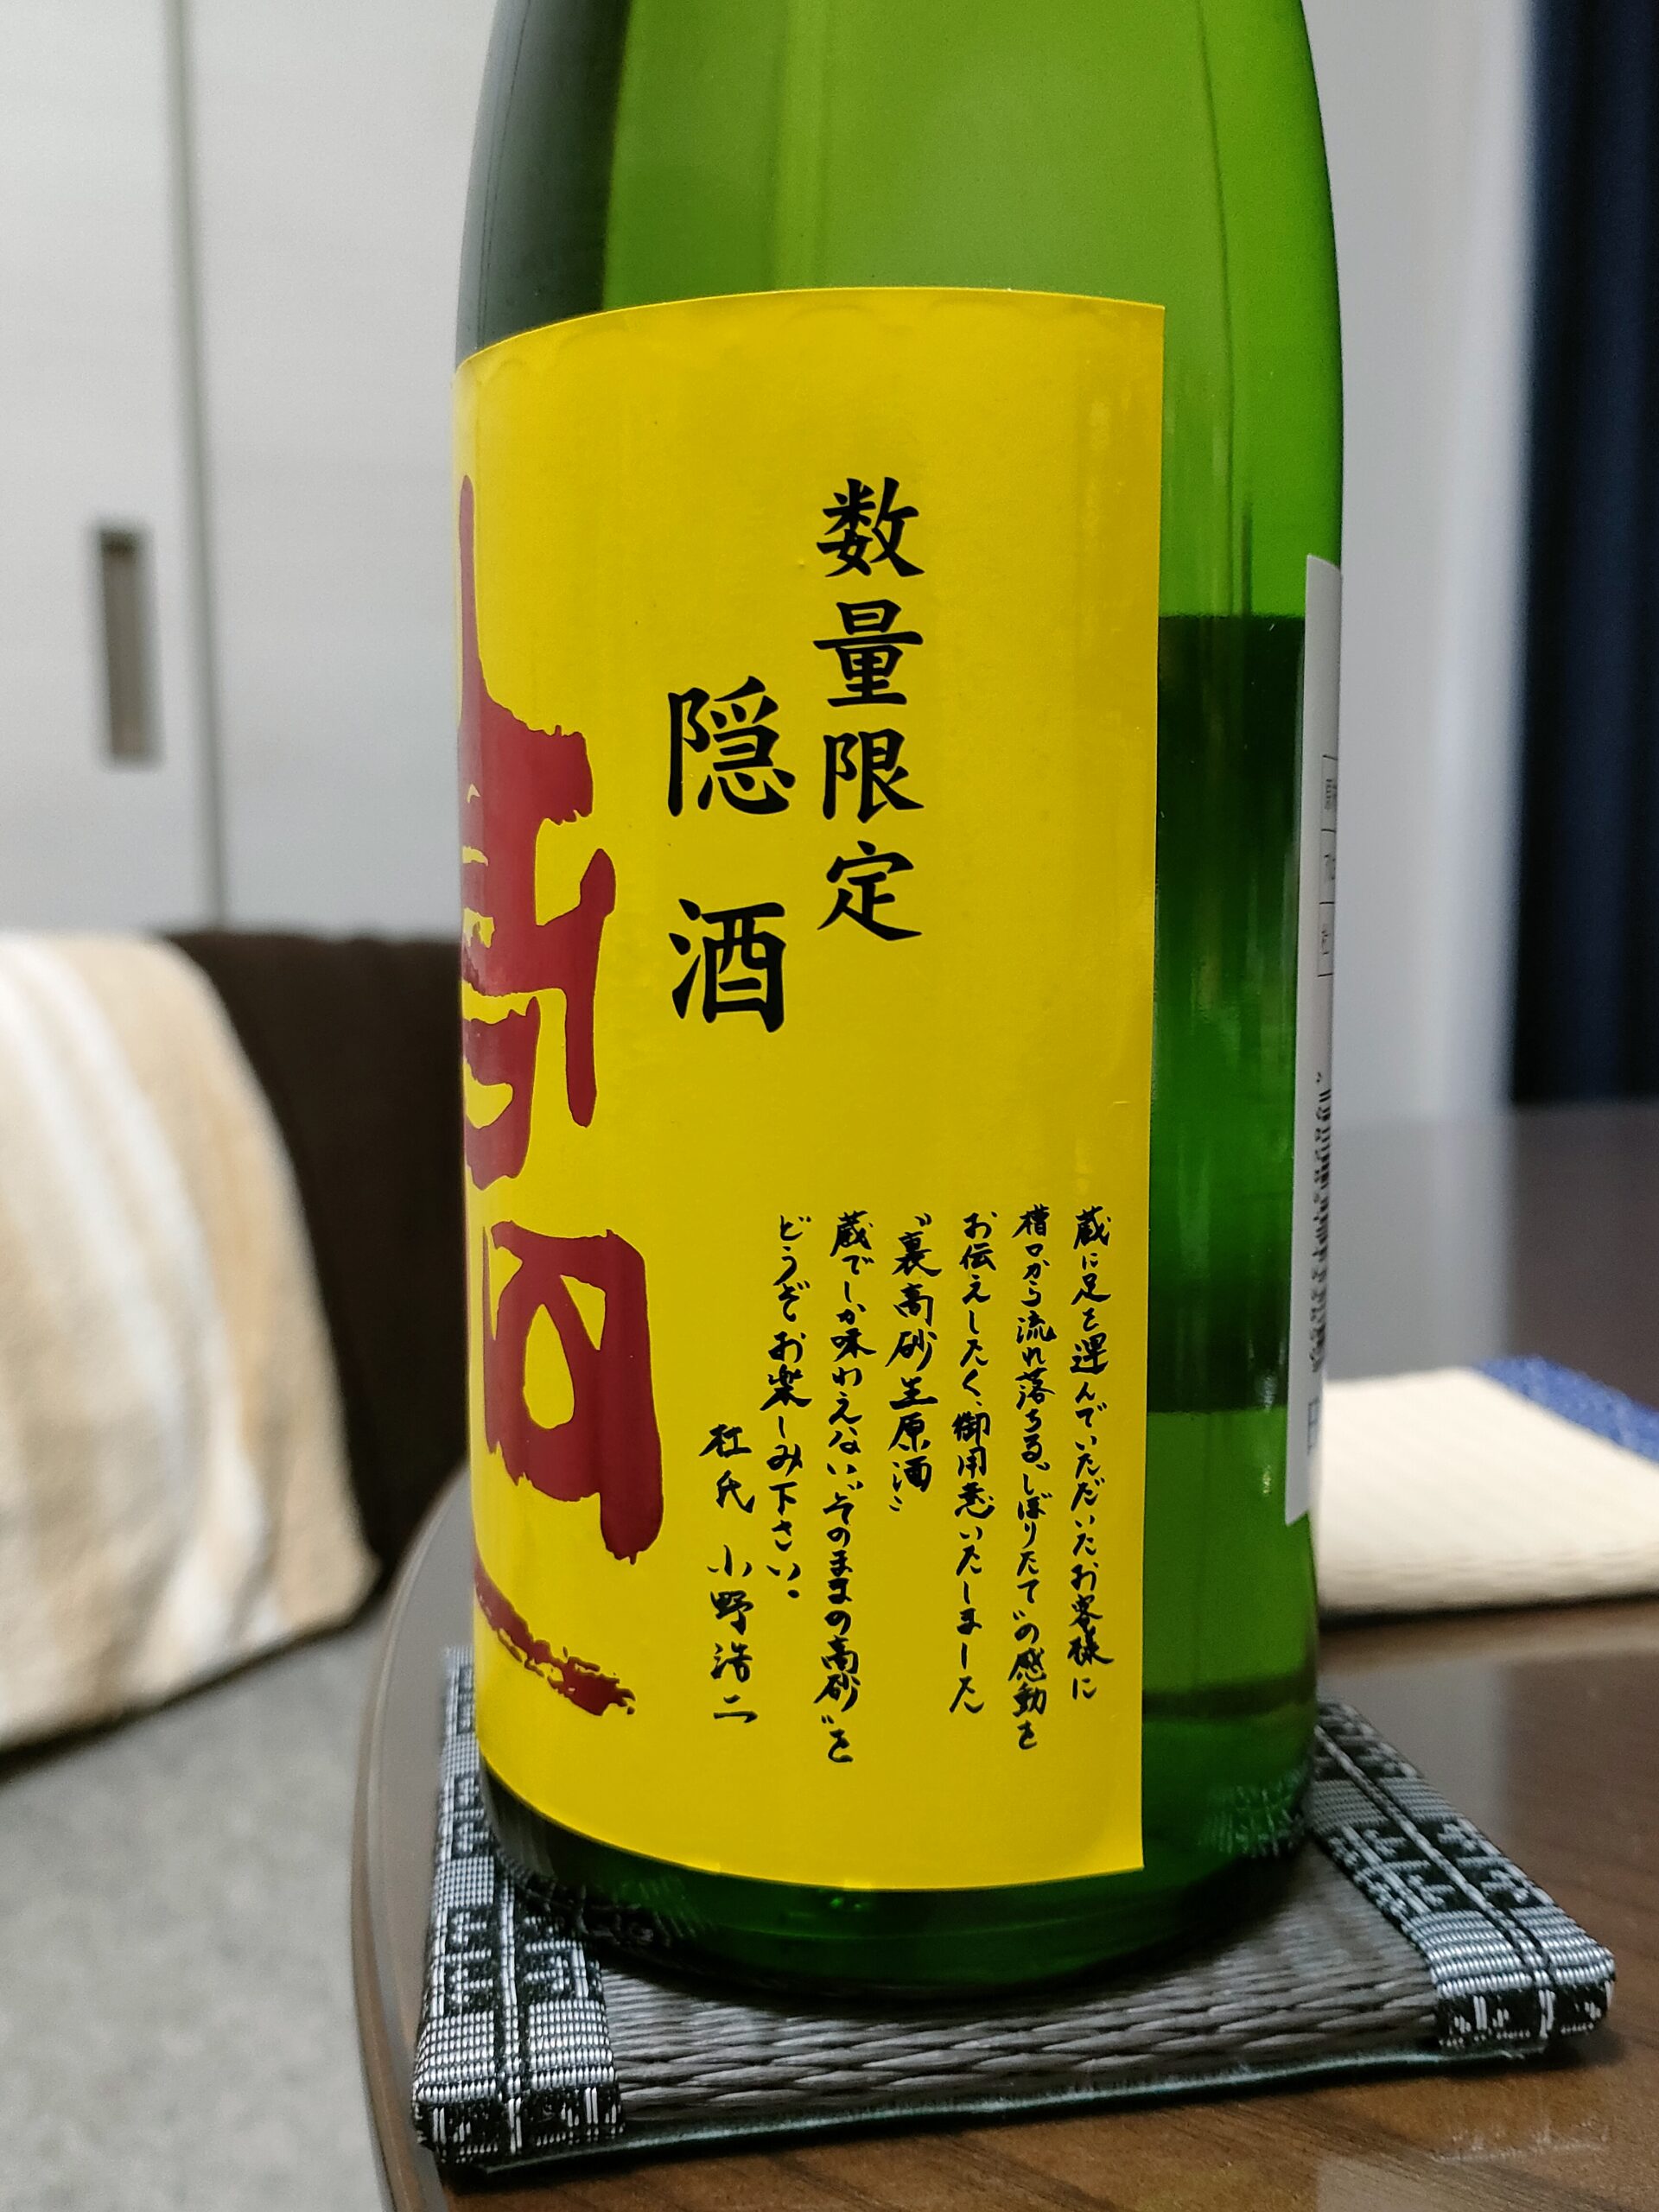 数量限定
隠酒
蔵に足を運んでいただいたお客様に
槽口から流れ落ちる〝しぼりたて〟の感動を
お伝えしたく、御用意いたしました
〝裏高砂生原酒〟
蔵でしか味わえない〝そのままの高砂〟を
どうぞお楽しみ下さい。
杜氏 小野浩二